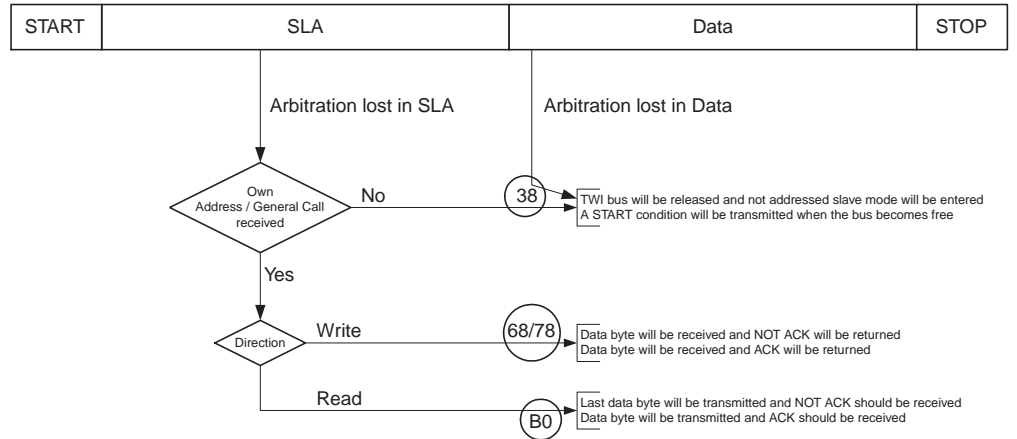 START SLA Data STOP
Arbitration lost in SLA Arbitration lost in Data
Own
Address / General Call
received
No
38
TWI bus will be released and not addressed slave mode will be entered
A START condition will be transmitted when the bus becomes free
Yes
Direction
Write
68/78
Data byte will be received and NOT ACK will be returned
Data byte will be received and ACK will be returned
Read
B0
Last data byte will be transmitted and NOT ACK should be received
Data byte will be transmitted and ACK should be received